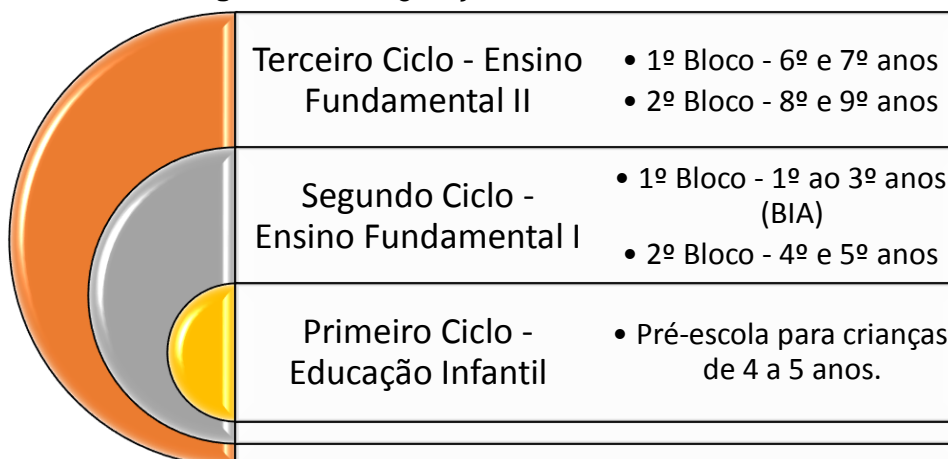 Terceiro Ciclo - Ensino
Fundamental II
• 1º Bloco - 6º e 7º anos
• 2º Bloco - 8º e 9º anos
Segundo Ciclo -
Ensino Fundamental I
• 1º Bloco - 1º ao 3º anos
(BIA)
• 2º Bloco - 4º e 5º anos
Primeiro Ciclo -
Educação Infantil
• Pré-escola para crianças
de 4 a 5 anos.